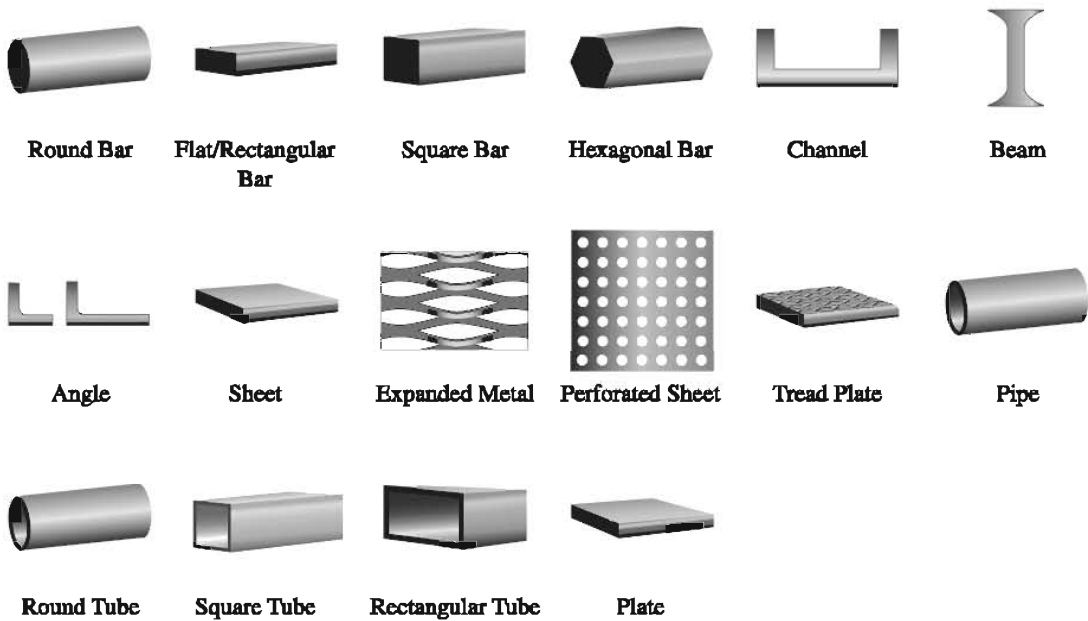 Round Bar
Flat/Rectangular
Bar
Square Bar
Hexagonal Bar
Channel
Beam
Angle
Sheet
Expanded Metal
Perforated Sheet
Tread Plate
Pipe
Round Tube
Square Tube
Rectangular Tube
Plate